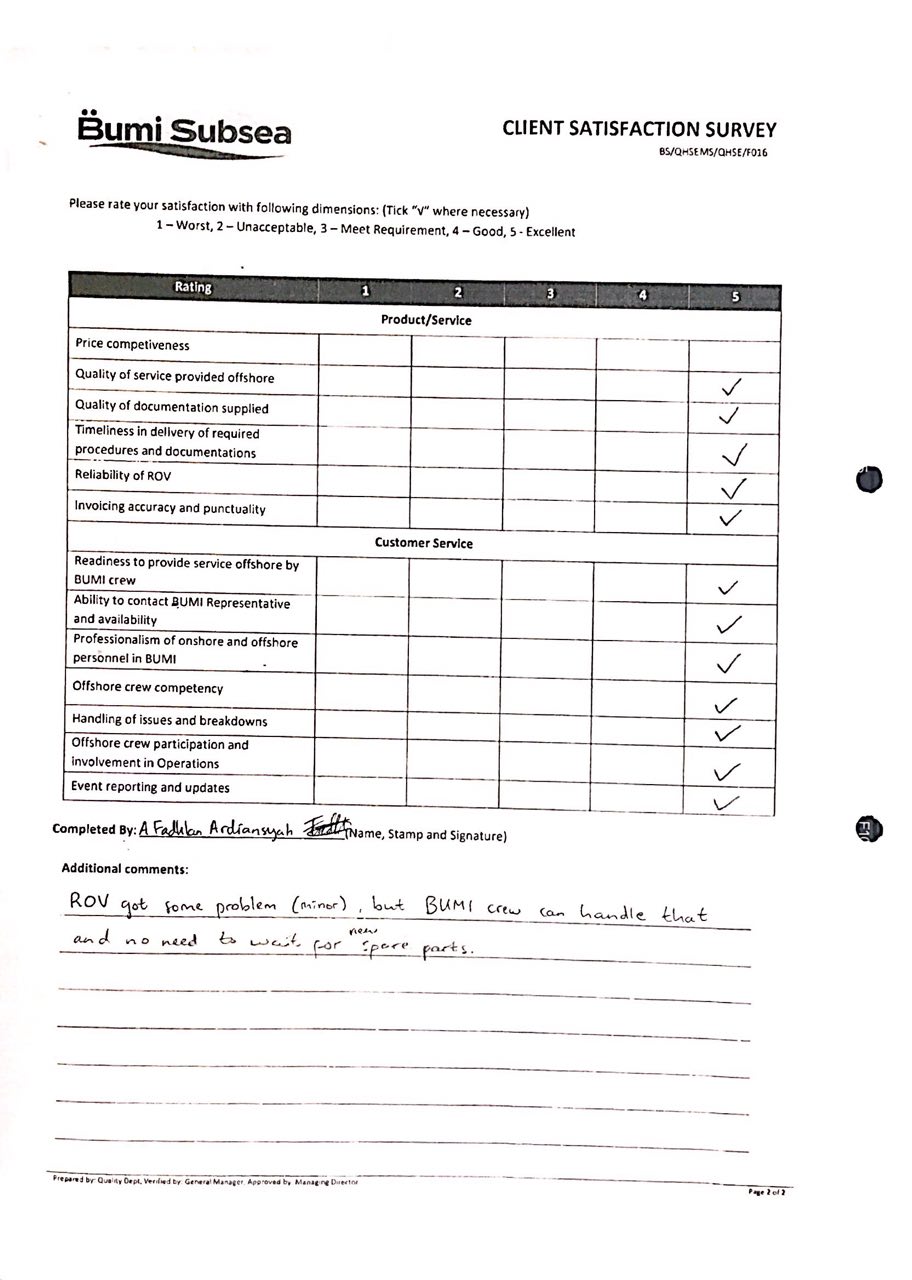 Bumi Subsea
CLIENT SATISFACTION SURVEY
BS/QHSEMS/QHSE/F016
Please rate your satisfaction with following dimensions: (Tick "√" where necessary)
1 – Worst, 2 – Unacceptable, 3 – Meet Requirement, 4 – Good, 5 - Excellent
Rating 1 2 3 4 5
Product/Service
Price competiveness
Quality of service provided offshore ✓
Quality of documentation supplied ✓
Timeliness in delivery of required
procedures and documentations ✓
Reliability of ROV ✓
Invoicing accuracy and punctuality ✓
Customer Service
Readiness to provide service offshore by
BUMI crew ✓
Ability to contact BUMI Representative
and availability ✓
Professionalism of onshore and offshore
personnel in BUMI ✓
Offshore crew competency ✓
Handling of issues and breakdowns ✓
Offshore crew participation and
involvement in Operations ✓
Event reporting and updates ✓
Completed By: A Fadhlan Ardiansyah (Name, Stamp and Signature)
Additional comments:
ROV got some problem (minor), but BUMI crew can handle that
and no need to wait for new spare parts.
Prepared by: Quality Dept, Verified by: General Manager, Approved by Managing Director
Page 2 of 2